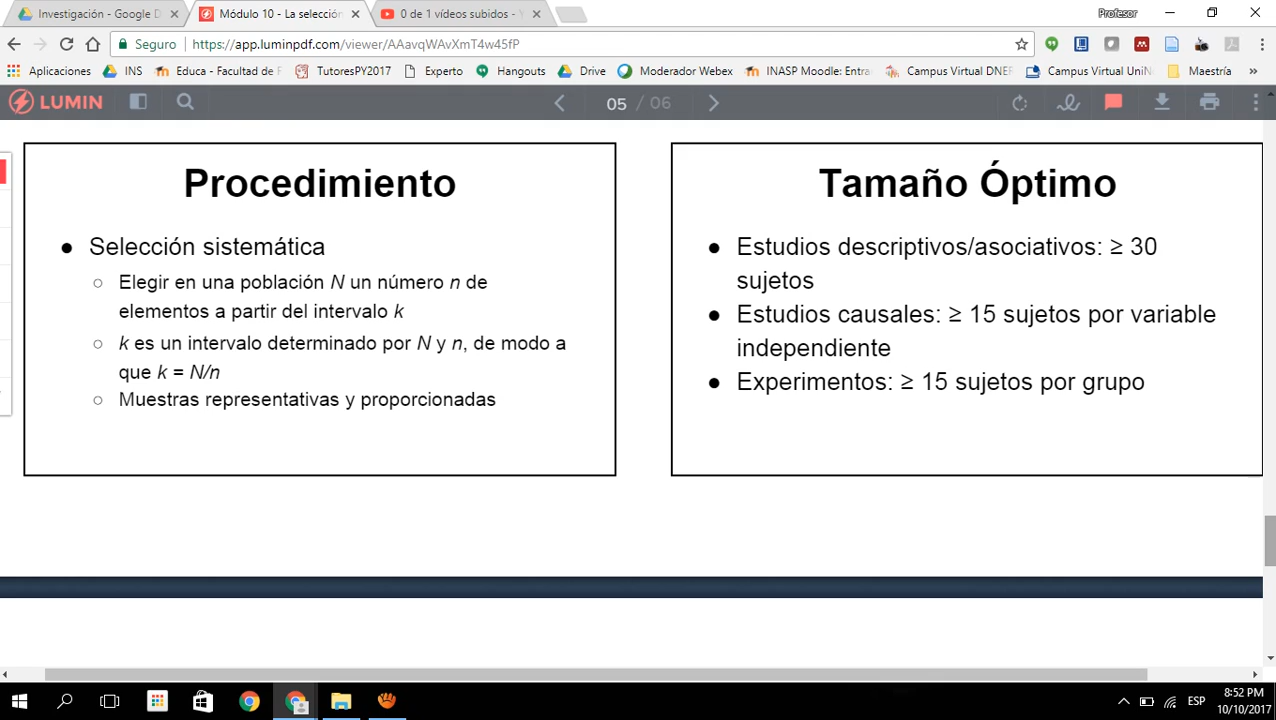 Investigación - Google D
Módulo 10 - La selección
0 de 1 vídeos subidos - Y
Profesor
Seguro
https://app.luminpdf.com/viewer/AAavqWAvXmT4w45fP
Aplicaciones
INS
Edúca - Facultad de F
TutoresPY2017
Experto
Hangouts
Drive
Moderador Webex
INASP Moodle: Entra
Campus Virtual DNER
Campus Virtual UniN
Maestría
»
LUMIN
05 / 06
Procedimiento
● Selección sistemática
○ Elegir en una población N un número n de
elementos a partir del intervalo k
○ k es un intervalo determinado por N y n, de modo a
que k = N/n
○ Muestras representativas y proporcionadas
Tamaño Óptimo
● Estudios descriptivos/asociativos: ≥ 30
sujetos
● Estudios causales: ≥ 15 sujetos por variable
independiente
● Experimentos: ≥ 15 sujetos por grupo
ESP
8:52 PM
10/10/2017